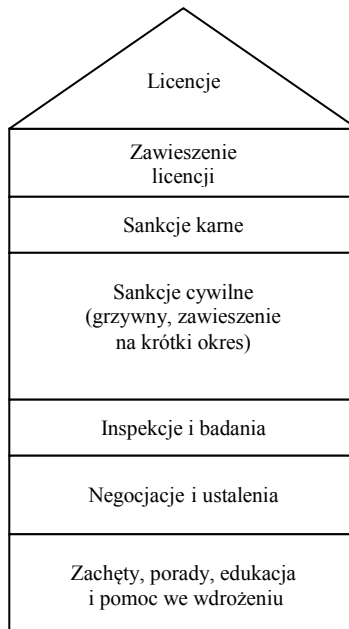 Licencje
Zawieszenie
licencji
Sankcje karne
Sankcje cywilne
(grzywny, zawieszenie
na krótki okres)
Inspekcje i badania
Negocjacje i ustalenia
Zachęty, porady, edukacja
i pomoc we wdrożeniu